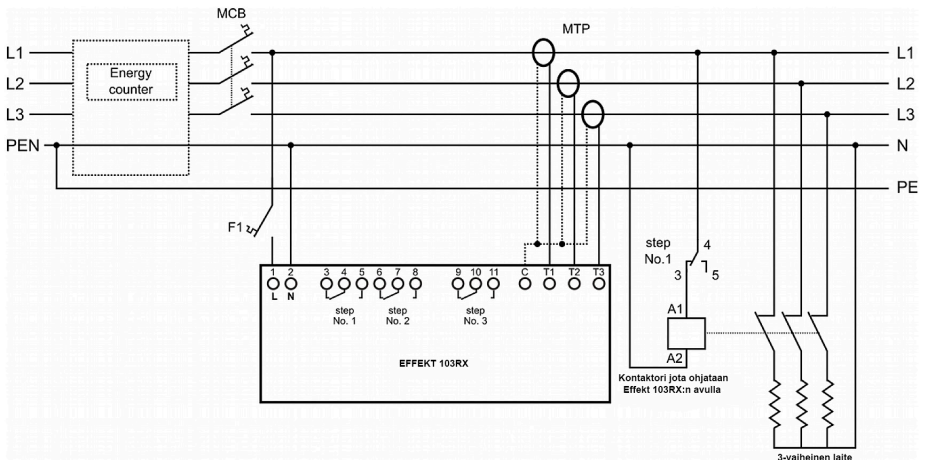 MCB
MTP
L1
L1
Energy
counter
L2
L2
L3
L3
PEN
N
PE
F1
step
No.1
4
3
5
1
2
3
4
5
6
7
8
9
10
11
C
T1
T2
T3
L
N
step
No. 1
step
No. 2
step
No. 3
A1
A2
EFFEKT 103RX
Kontaktori jota ohjataan
Effekt 103RX:n avulla
3-vaiheinen laite